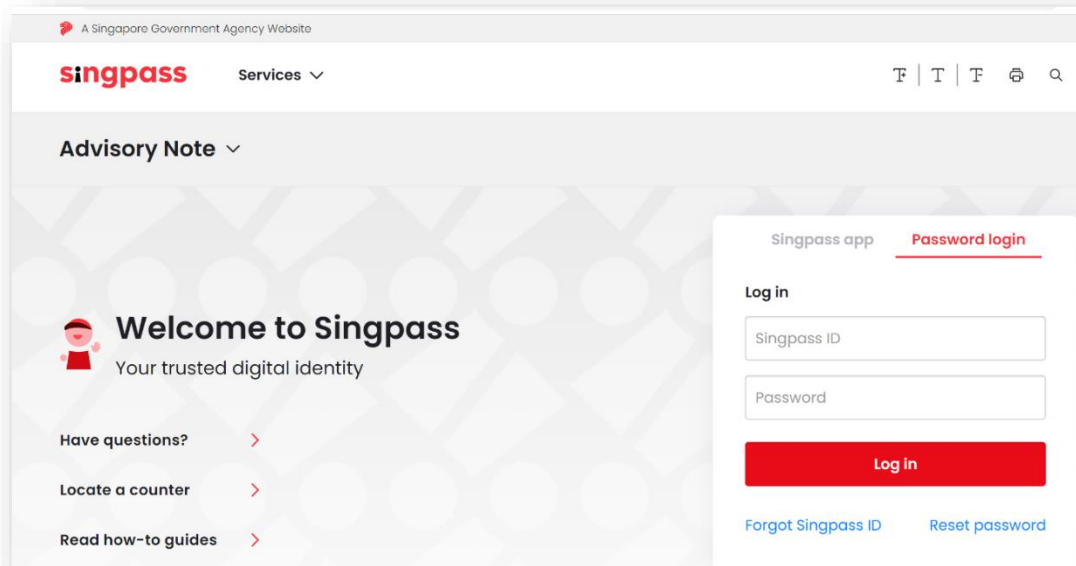 A Singapore Government Agency Website
singpass
Services
T+ | T | T-
Advisory Note
Singpass app
Password login
Log in
Singpass ID
Password
Log in
Forgot Singpass ID
Reset password
Welcome to Singpass
Your trusted digital identity
Have questions?
Locate a counter
Read how-to guides